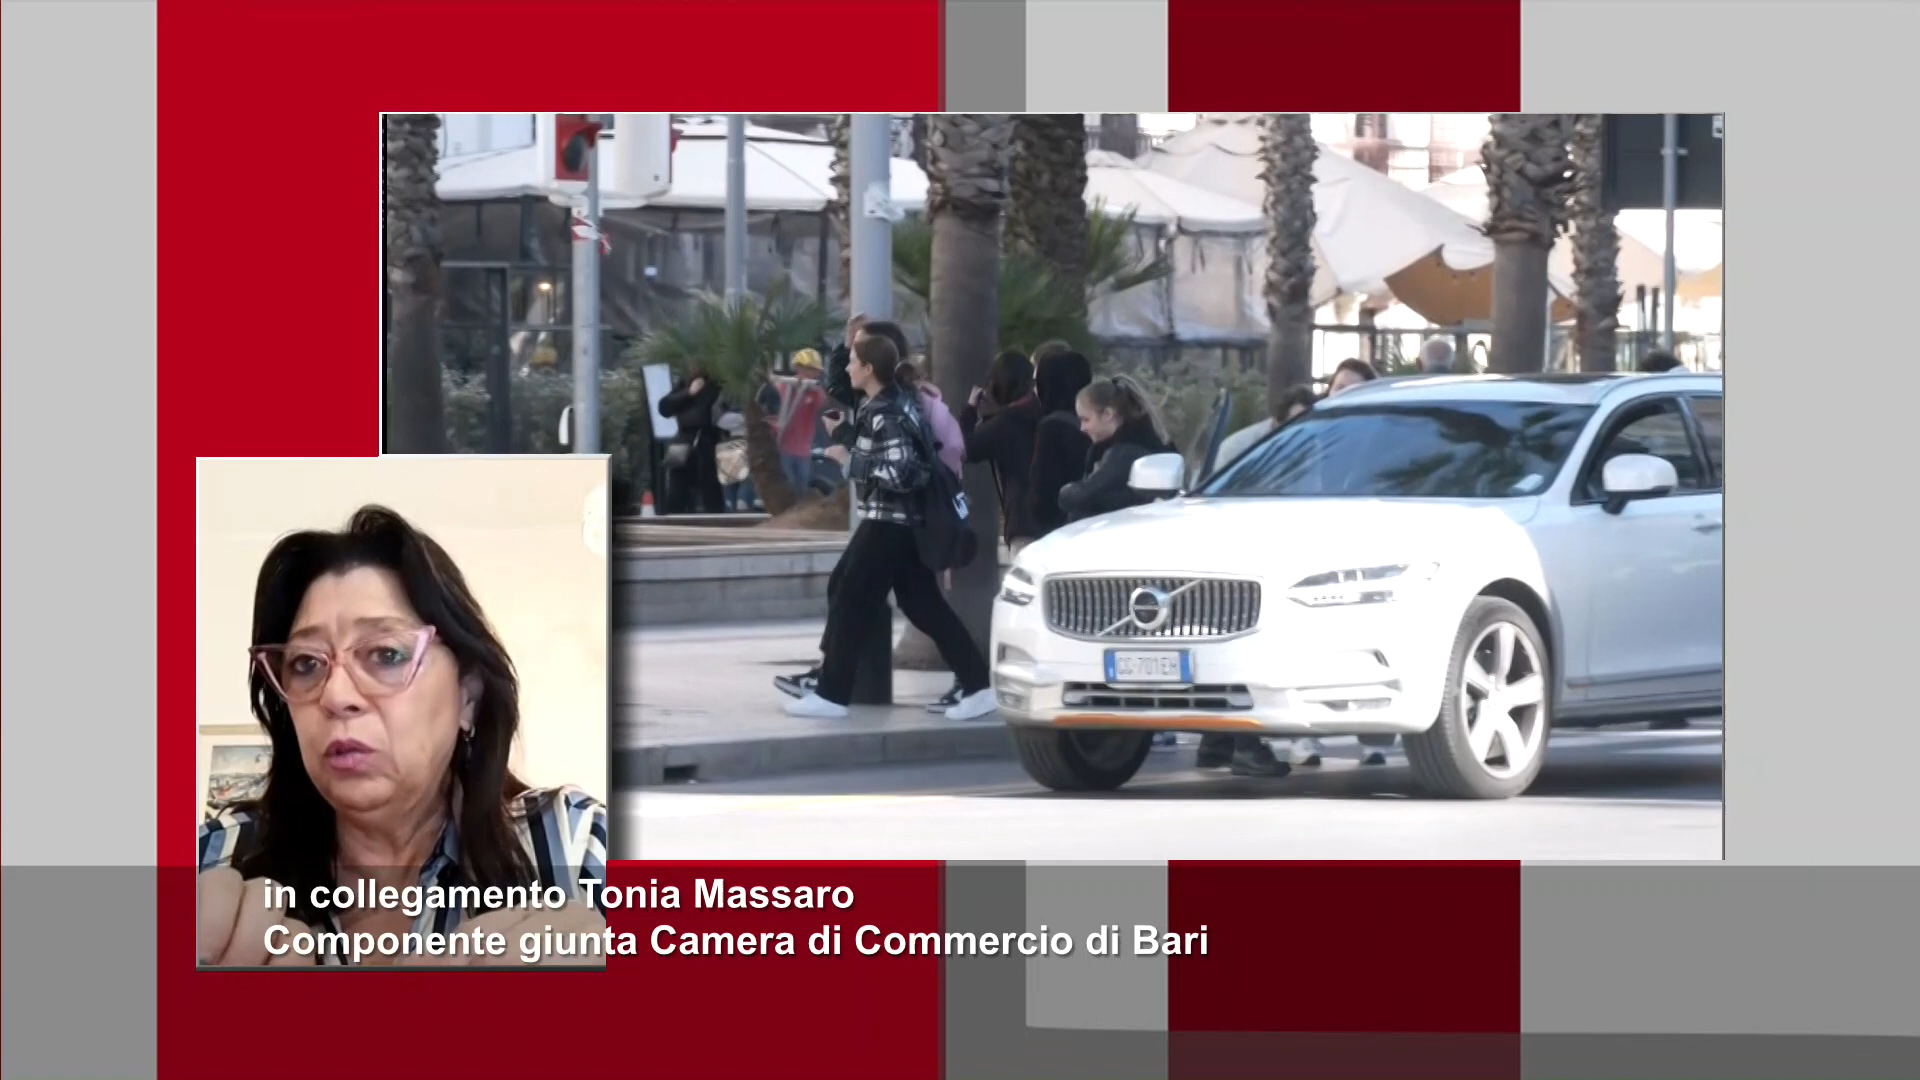 in collegamento Tonia Massaro
Componente giunta Camera di Commercio di Bari